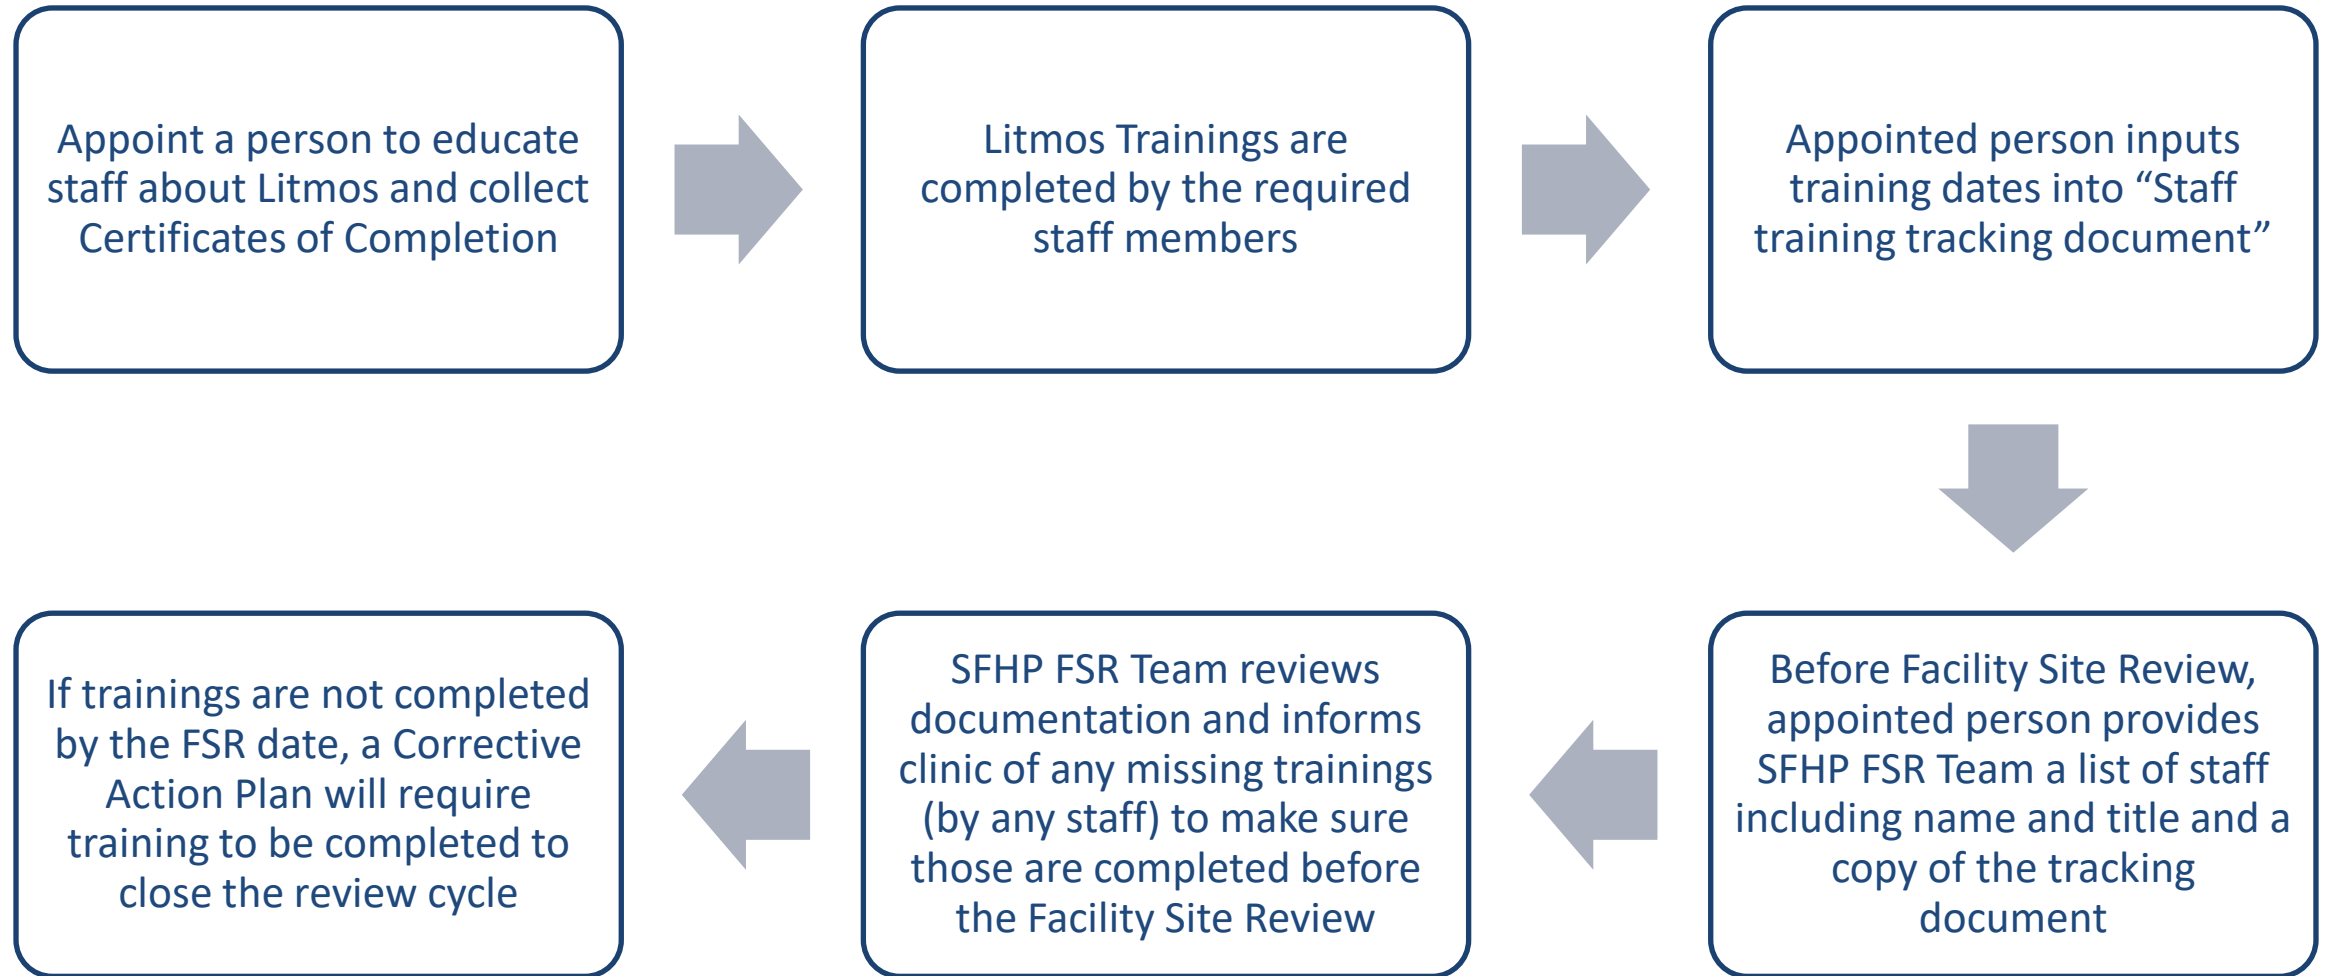 Appoint a person to educate
staff about Litmos and collect
Certificates of Completion
Litmos Trainings are
completed by the required
staff members
Appointed person inputs
training dates into “Staff
training tracking document”
Before Facility Site Review,
appointed person provides
SFHP FSR Team a list of staff
including name and title and a
copy of the tracking
document
SFHP FSR Team reviews
documentation and informs
clinic of any missing trainings
(by any staff) to make sure
those are completed before
the Facility Site Review
If trainings are not completed
by the FSR date, a Corrective
Action Plan will require
training to be completed to
close the review cycle